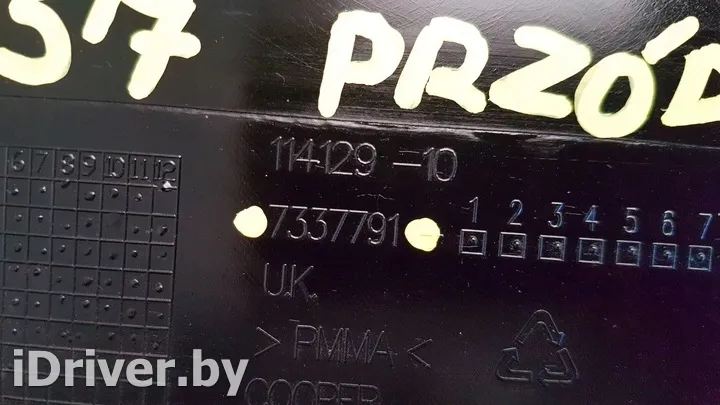 57 PRZÓD
114129-10
6 7 8 9 10 11 12
7337791
1 2 3 4 5 6 7
U.K.
> PMMA <
COOPER
iDriver.by